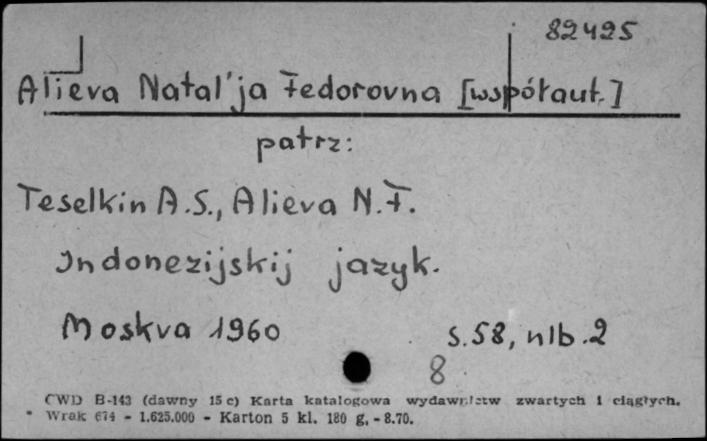 82425
Alieva Natal'ja Fedorovna [współaut.]
patrz:
Teselkin A.S., Alieva N.F.
Indonezijskij jazyk.
Moskva 1960 s.58, nlb.2
8
CWD B-143 (dawny 15 c) Karta katalogowa wydawnictw zwartych i ciągłych.
Wrak 674 - 1.625.000 - Karton 5 kl. 180 g. - 8.70.